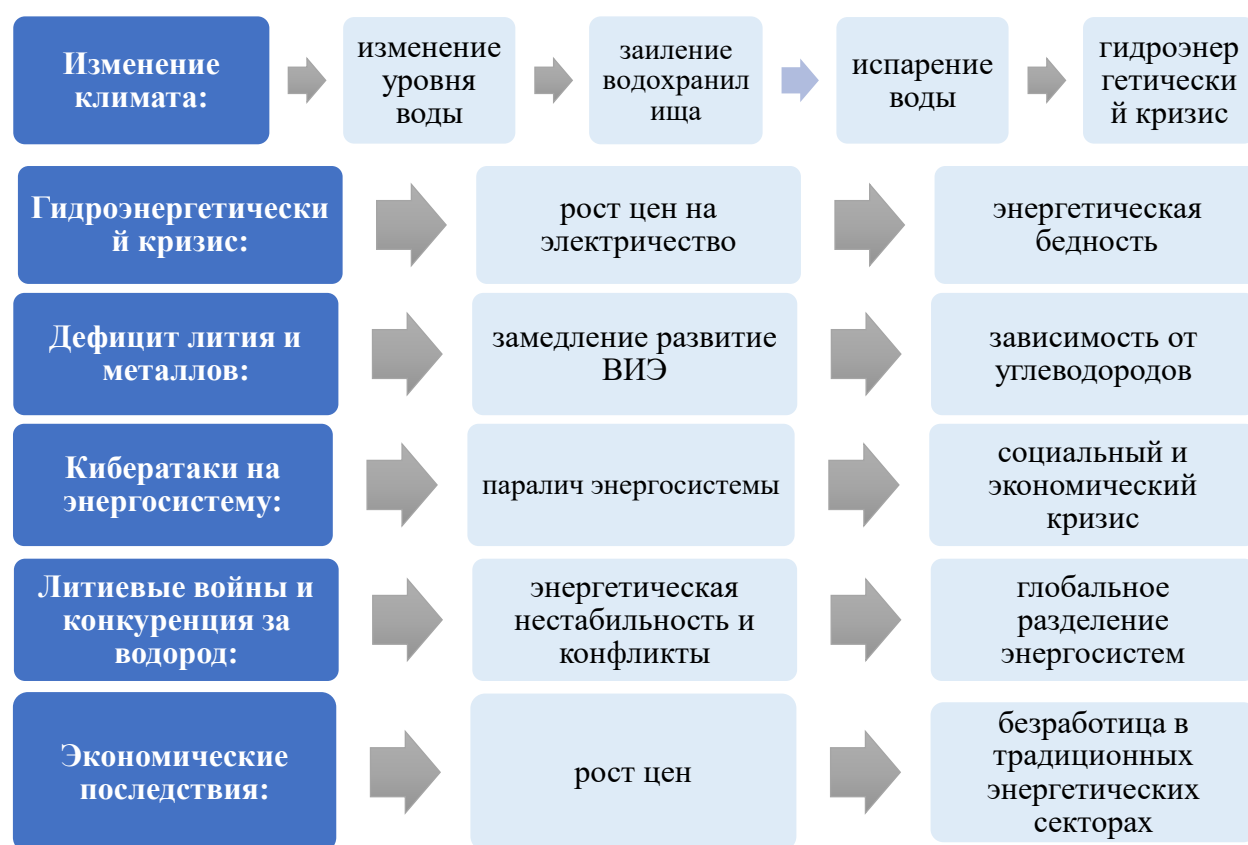 Изменение
климата:
изменение
уровня
воды
заиление
водохранил
ища
испарение
воды
гидроэнер
гетически
й кризис
Гидроэнергетически
й кризис:
рост цен на
электричество
энергетическая
бедность
Дефицит лития и
металлов:
замедление развитие
ВИЭ
зависимость от
углеводородов
Кибератаки на
энергосистему:
паралич энергосистемы
социальный и
экономический
кризис
Литиевые войны и
конкуренция за
водород:
энергетическая
нестабильность и
конфликты
глобальное
разделение
энергосистем
Экономические
последствия:
рост цен
безработица в
традиционных
энергетических
секторах